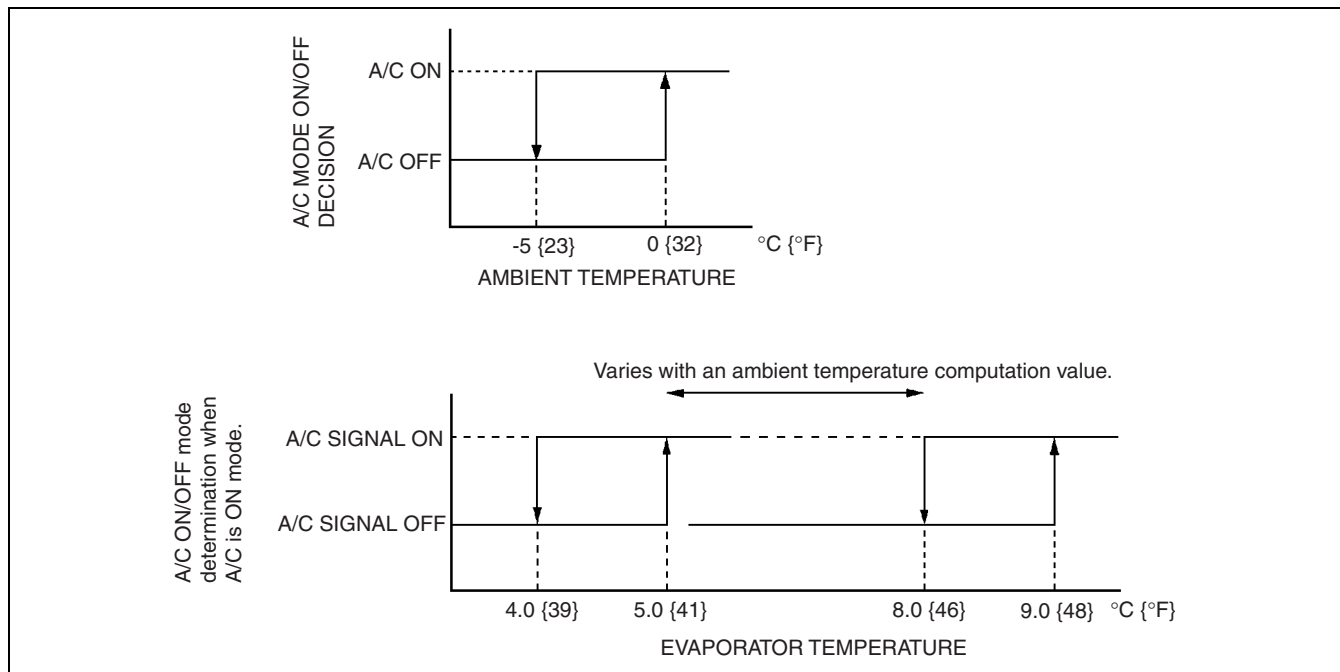 A/C MODE ON/OFF
DECISION
A/C ON
A/C OFF
-5 {23} 0 {32} °C {°F}
AMBIENT TEMPERATURE
Varies with an ambient temperature computation value.
A/C ON/OFF mode
determination when
A/C is ON mode.
A/C SIGNAL ON
A/C SIGNAL OFF
4.0 {39} 5.0 {41} 8.0 {46} 9.0 {48} °C {°F}
EVAPORATOR TEMPERATURE